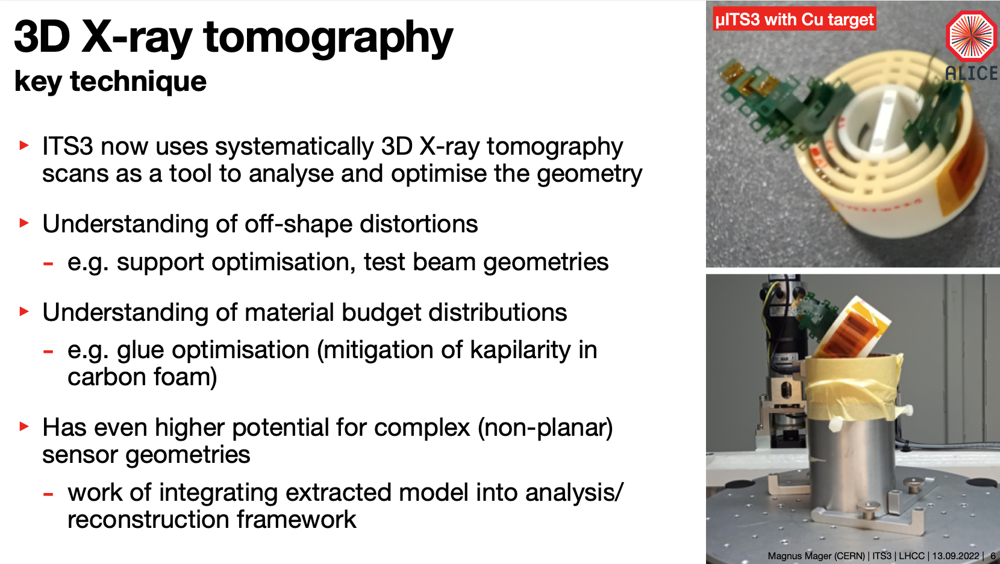 3D X-ray tomography
key technique
▸ ITS3 now uses systematically 3D X-ray tomography
scans as a tool to analyse and optimise the geometry
▸ Understanding of off-shape distortions
- e.g. support optimisation, test beam geometries
▸ Understanding of material budget distributions
- e.g. glue optimisation (mitigation of kapilarity in
carbon foam)
▸ Has even higher potential for complex (non-planar)
sensor geometries
- work of integrating extracted model into analysis/
reconstruction framework
µITS3 with Cu target
ALICE
Magnus Mager (CERN) | ITS3 | LHCC | 13.09.2022 | 6